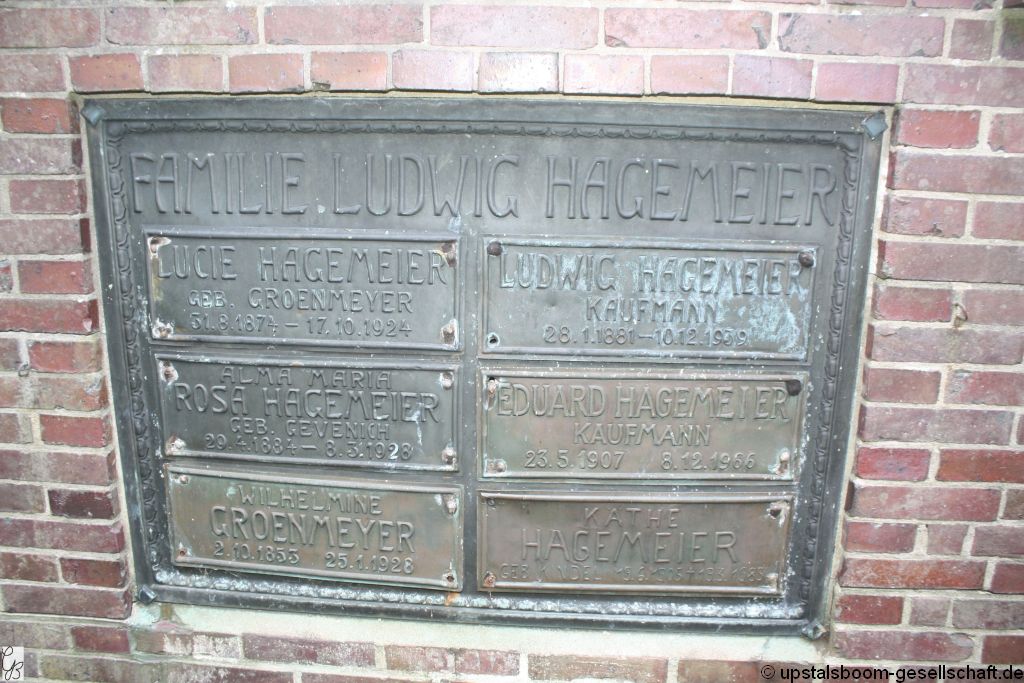 FAMILIE LUDWIG HAGEMEIER
LUCIE HAGEMEIER
GEB. GROENMEYER
31.8.1874 – 17.10.1924
LUDWIG HAGEMEIER
KAUFMANN
28.1.1881 – 10.12.1939
ALMA MARIA
ROSA HAGEMEIER
GEB. GEVENICH
20.4.1884 – 8.3.1928
EDUARD HAGEMEIER
KAUFMANN
23.5.1907 8.12.1966
WILHELMINE
GROENMEYER
2.10.1853 25.1.1928
KÄTHE
HAGEMEIER
GEB.
© upstalsboom-gesellschaft.de